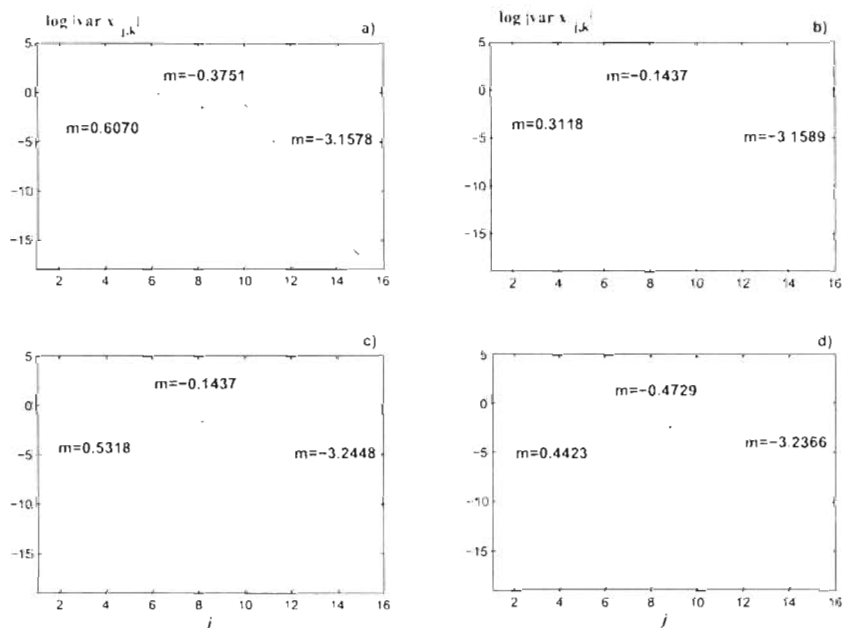 log |var x j,k|
a)
m=−0.3751
m=0.6070
m=−3.1578
5
0
−5
−10
−15
2 4 6 8 10 12 14 16
log |var x j,k|
b)
m=−0.1437
m=0.3118
m=−3.1589
5
0
−5
−10
−15
2 4 6 8 10 12 14 16
c)
m=−0.1437
m=0.5318
m=−3.2448
5
0
−5
−10
−15
2 4 6 8 10 12 14 16
j
d)
m=−0.4729
m=0.4423
m=−3.2366
5
0
−5
−10
−15
2 4 6 8 10 12 14 16
j